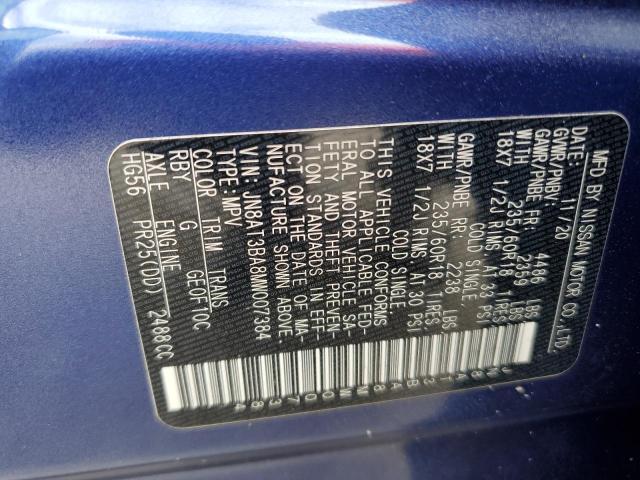 MFD BY NISSAN MOTOR CO.,LTD.
DATE: 11/20
GVWR/PNBV: 4186 LBS
GAWR/PNBE FR: 2359 LBS
WITH 235/60R18 TIRES
18X7 1/2J RIMS AT 33 PSI
COLD SINGLE
GAWR/PNBE RR: 2238 LBS
WITH 235/60R18 TIRES
18X7 1/2J RIMS AT 30 PSI
COLD SINGLE
THIS VEHICLE CONFORMS
TO ALL APPLICABLE FED-
ERAL MOTOR VEHICLE SA-
FETY AND THEFT PREVEN-
TION STANDARDS IN EFF-
ECT ON THE DATE OF MA-
NUFACTURE SHOWN ABOVE.
JN8AT3BA8MW007384
TYPE: MPV
COLOR TRIM TRANS
RBY G GEOF10C
AXLE ENGINE
HG56 PR25(DD) 2488CC
JN8AT3BA8MW007384